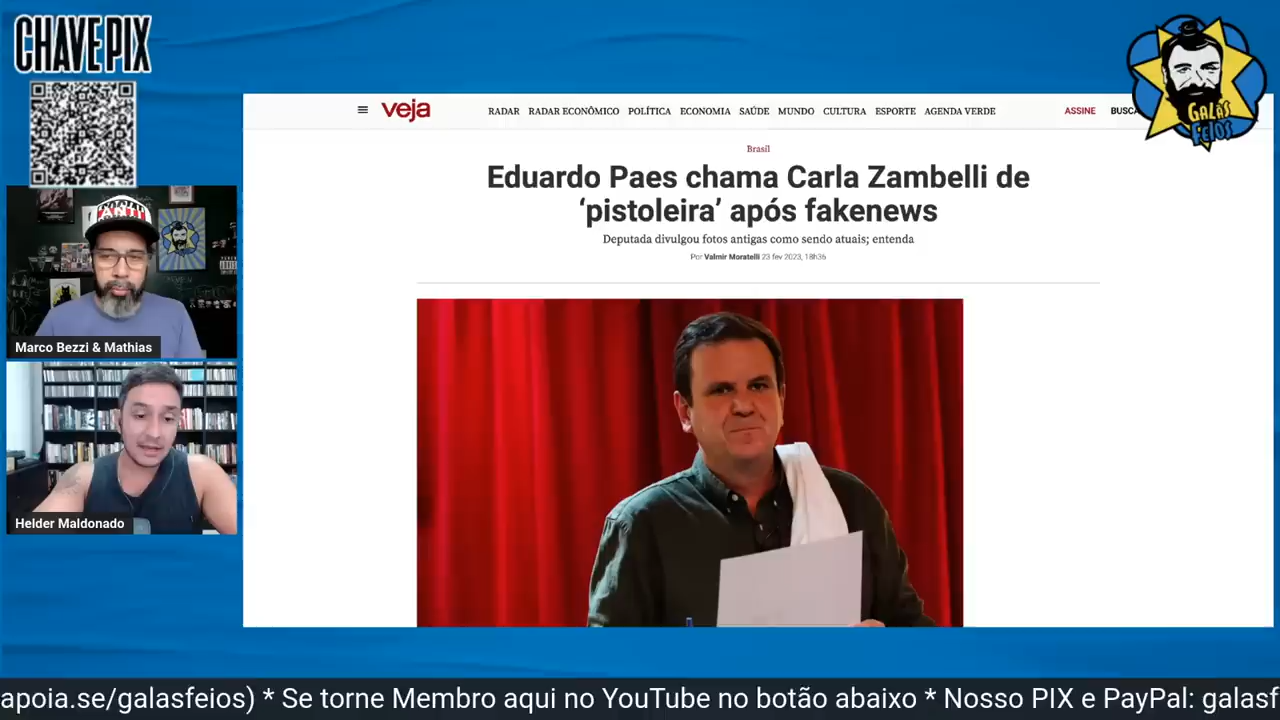 CHAVE PIX
GALÃS
FEIOS
veja
RADAR RADAR ECONÔMICO POLÍTICA ECONOMIA SAÚDE MUNDO CULTURA ESPORTE AGENDA VERDE
ASSINE BUSCA
Brasil
Eduardo Paes chama Carla Zambelli de
‘pistoleira’ após fakenews
Deputada divulgou fotos antigas como sendo atuais; entenda
Por Valmir Moratelli 23 fev 2023, 18h36
ANTI
Marco Bezzi & Mathias
Helder Maldonado
apoia.se/galasfeios) * Se torne Membro aqui no YouTube no botão abaixo * Nosso PIX e PayPal: galasf